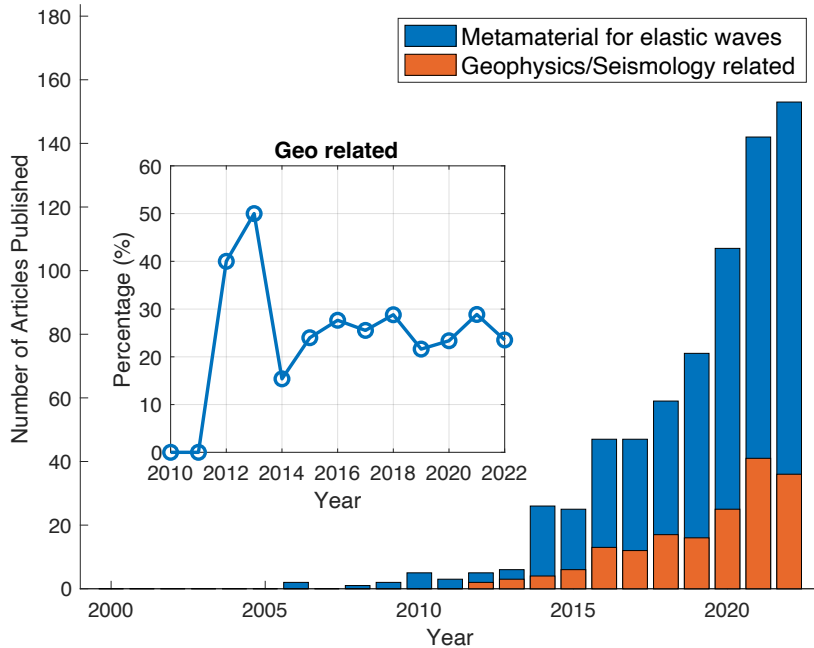 180
160
140
120
100
80
60
40
20
0
Number of Articles Published
Metamaterial for elastic waves
Geophysics/Seismology related
Geo related
60
50
40
30
20
10
0
Percentage (%)
2010 2012 2014 2016 2018 2020 2022
Year
2000 2005 2010 2015 2020
Year